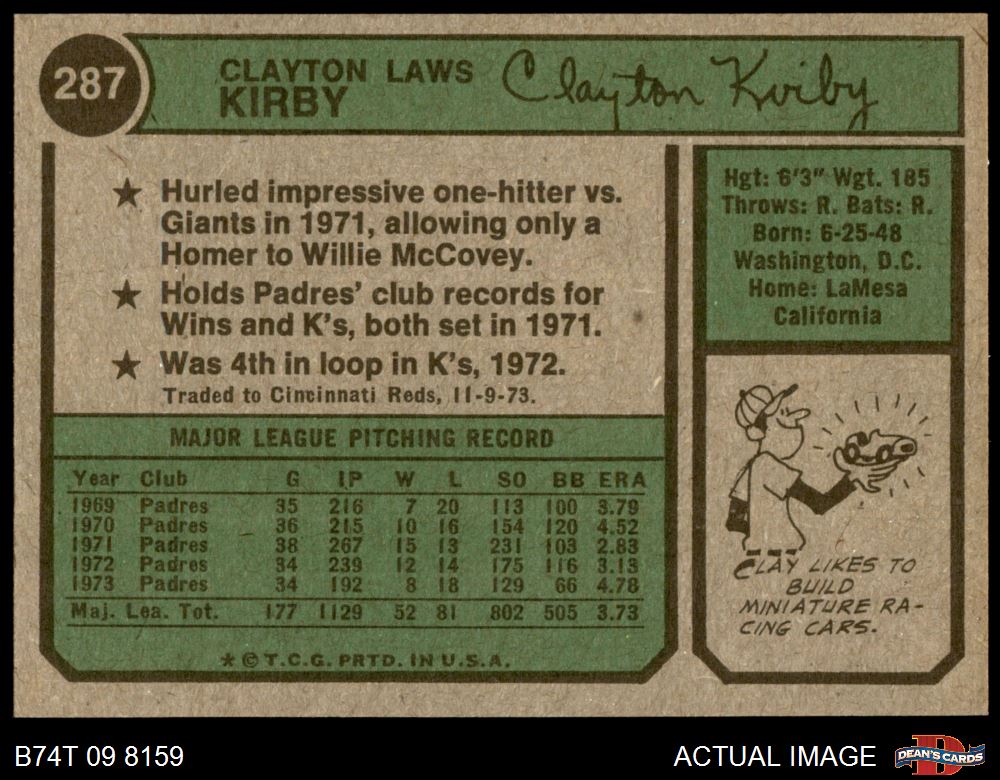 287
CLAYTON LAWS
KIRBY
Clayton Kirby
★ Hurled impressive one-hitter vs.
Giants in 1971, allowing only a
Homer to Willie McCovey.
★ Holds Padres' club records for
Wins and K's, both set in 1971.
★ Was 4th in loop in K's, 1972.
Traded to Cincinnati Reds, 11-9-73.
MAJOR LEAGUE PITCHING RECORD
Year Club G IP W L SO BB ERA
1969 Padres 35 216 7 20 113 100 3.79
1970 Padres 36 215 10 16 154 120 4.52
1971 Padres 38 267 15 13 231 103 2.83
1972 Padres 34 239 12 14 175 116 3.13
1973 Padres 34 192 8 18 129 66 4.78
Maj. Lea. Tot. 177 1129 52 81 802 505 3.73
★ © T.C.G. PRTD. IN U.S.A.
Hgt: 6'3" Wgt. 185
Throws: R. Bats: R.
Born: 6-25-48
Washington, D.C.
Home: LaMesa
California
CLAY LIKES TO
BUILD
MINIATURE RA-
CING CARS.
B74T 09 8159
ACTUAL IMAGE
D
DEAN'S CARDS